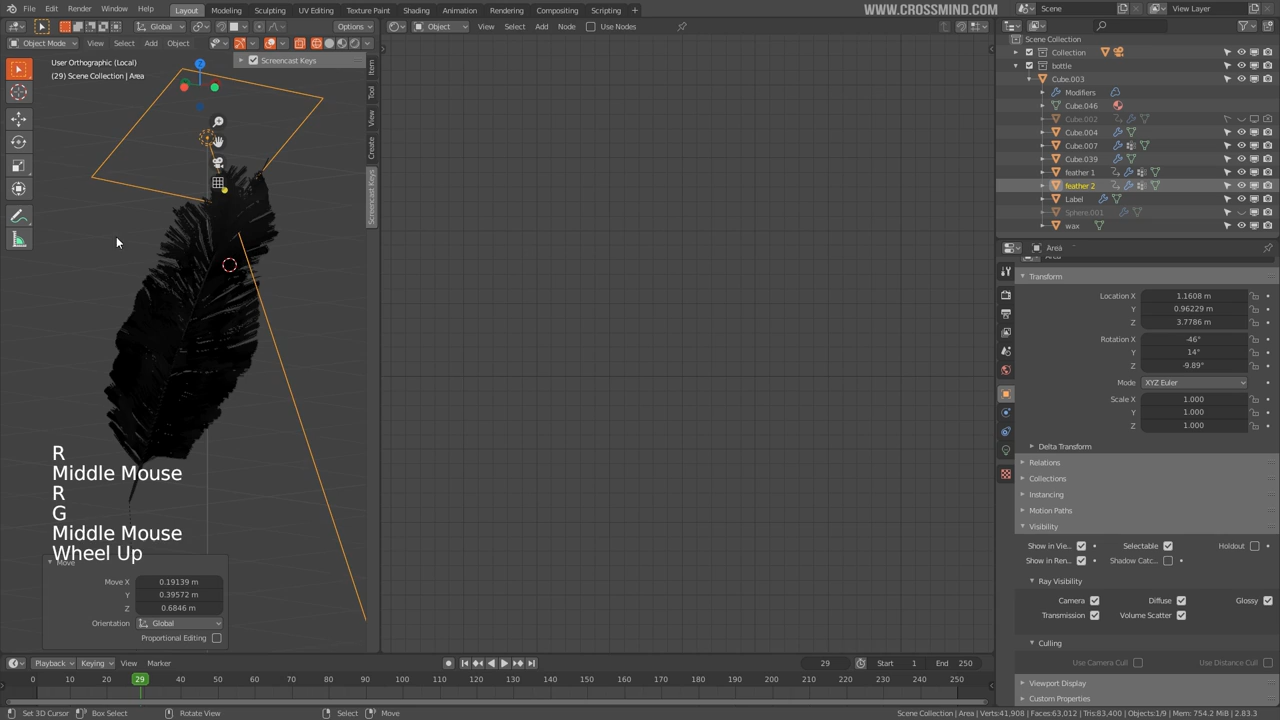 File Edit Render Window Help Layout Modeling Sculpting UV Editing Texture Paint Shading Animation Rendering Compositing Scripting + WWW.CROSSMIND.COM Scene View Layer
Global Options Object View Select Add Node Use Nodes
Object Mode View Select Add Object
Scene Collection
Collection
bottle
Cube.003
Modifiers
Cube.046
Cube.002
Cube.004
Cube.007
Cube.039
feather 1
feather 2
Label
Sphere.001
wax
User Orthographic (Local)
(29) Scene Collection | Area
Screencast Keys
Item
Tool
View
Create
Screencast Keys
R
Middle Mouse
R
G
Middle Mouse
Wheel Up
Move
Move X 0.19139 m
Y 0.39572 m
Z 0.6846 m
Orientation Global
Proportional Editing
Area
Transform
Location X 1.1608 m
Y 0.96229 m
Z 3.7786 m
Rotation X -46°
Y 14°
Z -9.89°
Mode XYZ Euler
Scale X 1.000
Y 1.000
Z 1.000
Delta Transform
Relations
Collections
Instancing
Motion Paths
Visibility
Show in Vie... Selectable Holdout
Show in Ren... Shadow Catc...
Ray Visibility
Camera Diffuse Glossy
Transmission Volume Scatter
Culling
Use Camera Cull Use Distance Cull
Viewport Display
Custom Properties
Playback Keying View Marker 29 Start 1 End 250
0 10 20 29 40 50 60 70 80 90 100 110 120 130 140 150 160 170 180 190 200 210 220 230 240 250
Set 3D Cursor Box Select Rotate View Select Move Scene Collection | Area | Verts:41,908 | Faces:63,012 | Tris:83,400 | Objects:1/9 | Mem: 754.2 MiB | 2.83.3